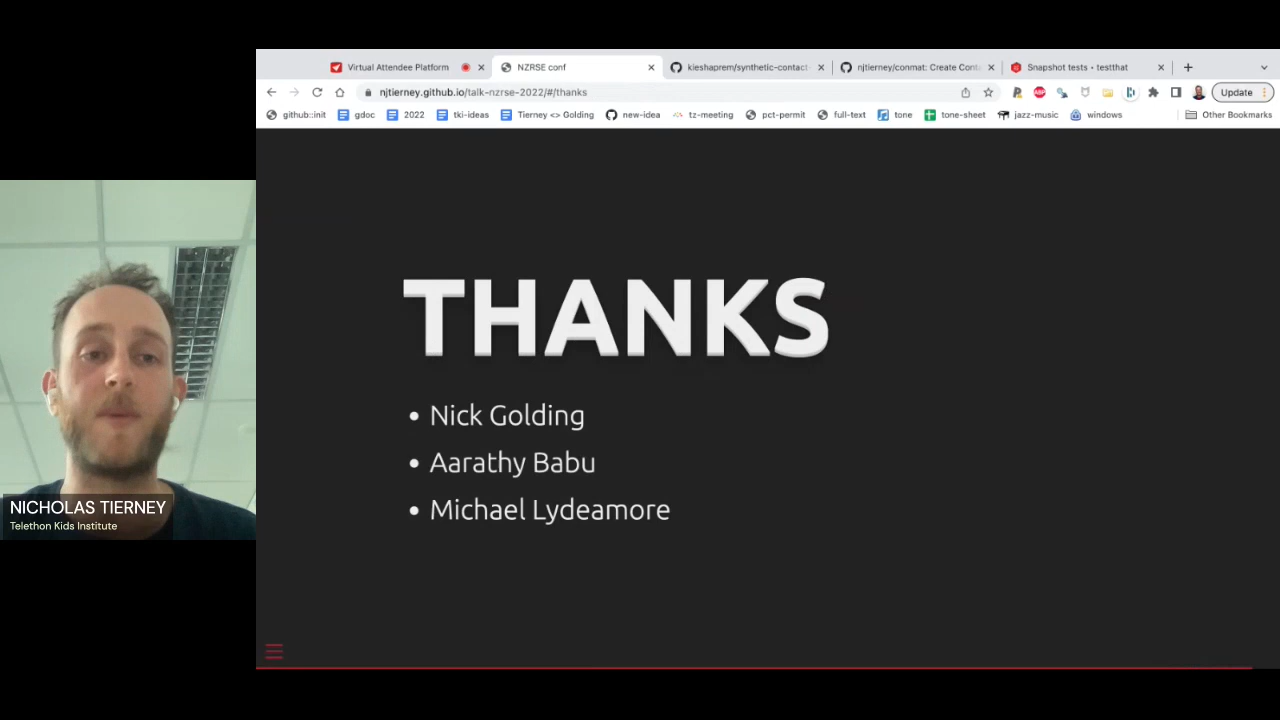 Virtual Attendee Platform
NZRSE conf
kieshaprem/synthetic-contact-
njtierney/conmat: Create Conta
Snapshot tests • testthat
njtierney.github.io/talk-nzrse-2022/#/thanks
Update
github::init
gdoc
2022
tki-ideas
Tierney <> Golding
new-idea
tz-meeting
pct-permit
full-text
tone
tone-sheet
jazz-music
windows
Other Bookmarks
THANKS
• Nick Golding
• Aarathy Babu
• Michael Lydeamore
NICHOLAS TIERNEY
Telethon Kids Institute